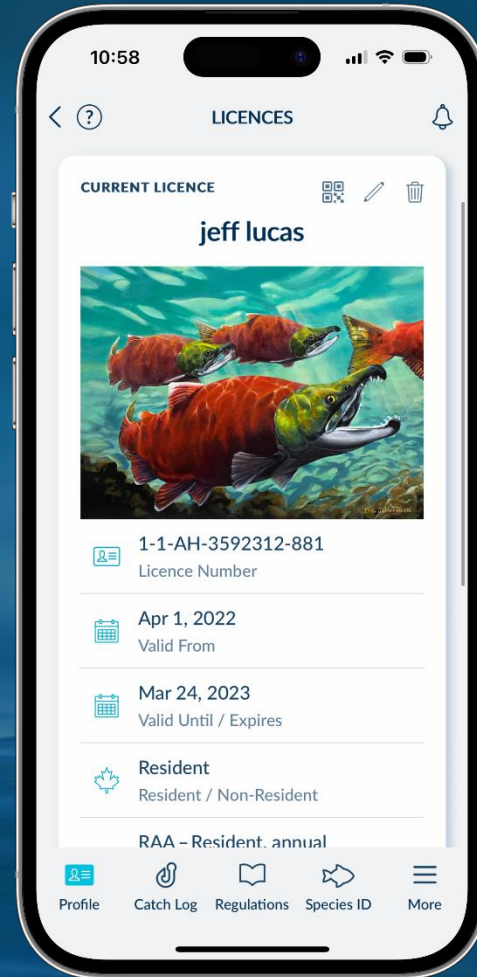 10:58
LICENCES
CURRENT LICENCE
jeff lucas
1-1-AH-3592312-881
Licence Number
Apr 1, 2022
Valid From
Mar 24, 2023
Valid Until / Expires
Resident
Resident / Non-Resident
RAA – Resident, annual
Profile Catch Log Regulations Species ID More